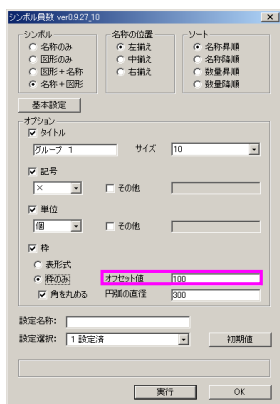 シンボル員数 ver0.9.27_10
シンボル 名称の位置 ソート
名称のみ 左揃え 名称昇順
図形のみ 中揃え 名称降順
図形+名称 右揃え 数量昇順
名称+図形 数量降順
基本設定
オプション
タイトル
グループ 1 サイズ 10
記号
× その他
単位
個 その他
枠
表形式
枠のみ オフセット値 100
角を丸める 円弧の直径 300
設定名称:
設定選択: 1 設定済 初期値
実行 OK